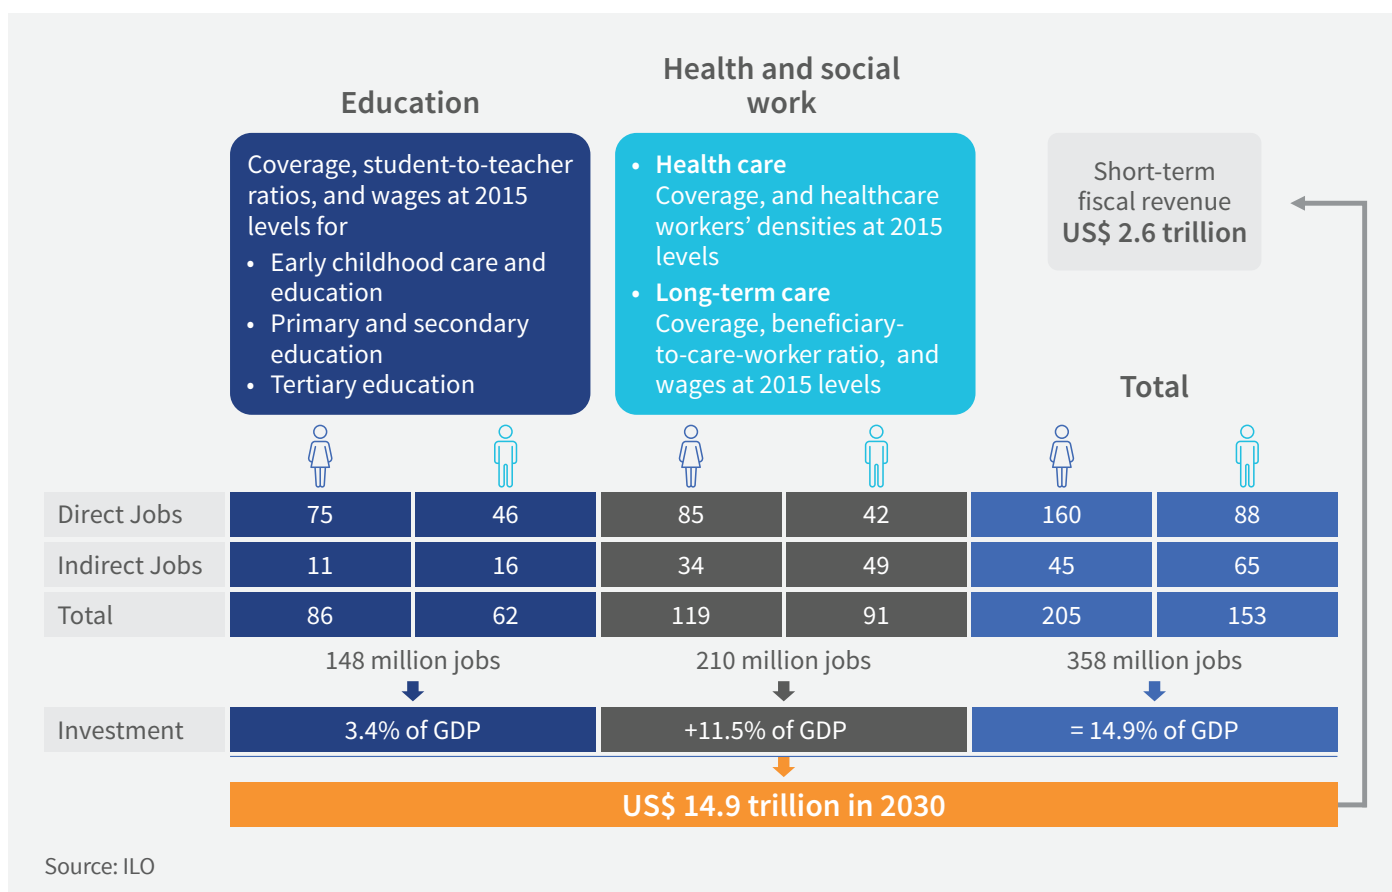 Education
Health and social
work
Coverage, student-to-teacher
ratios, and wages at 2015
levels for
• Early childhood care and
education
• Primary and secondary
education
• Tertiary education
• Health care
Coverage, and healthcare
workers’ densities at 2015
levels
• Long-term care
Coverage, beneficiary-
to-care-worker ratio, and
wages at 2015 levels
Short-term
fiscal revenue
US$ 2.6 trillion
Total
Direct Jobs 75 46 85 42 160 88
Indirect Jobs 11 16 34 49 45 65
Total 86 62 119 91 205 153
148 million jobs 210 million jobs 358 million jobs
Investment 3.4% of GDP +11.5% of GDP = 14.9% of GDP
US$ 14.9 trillion in 2030
Source: ILO